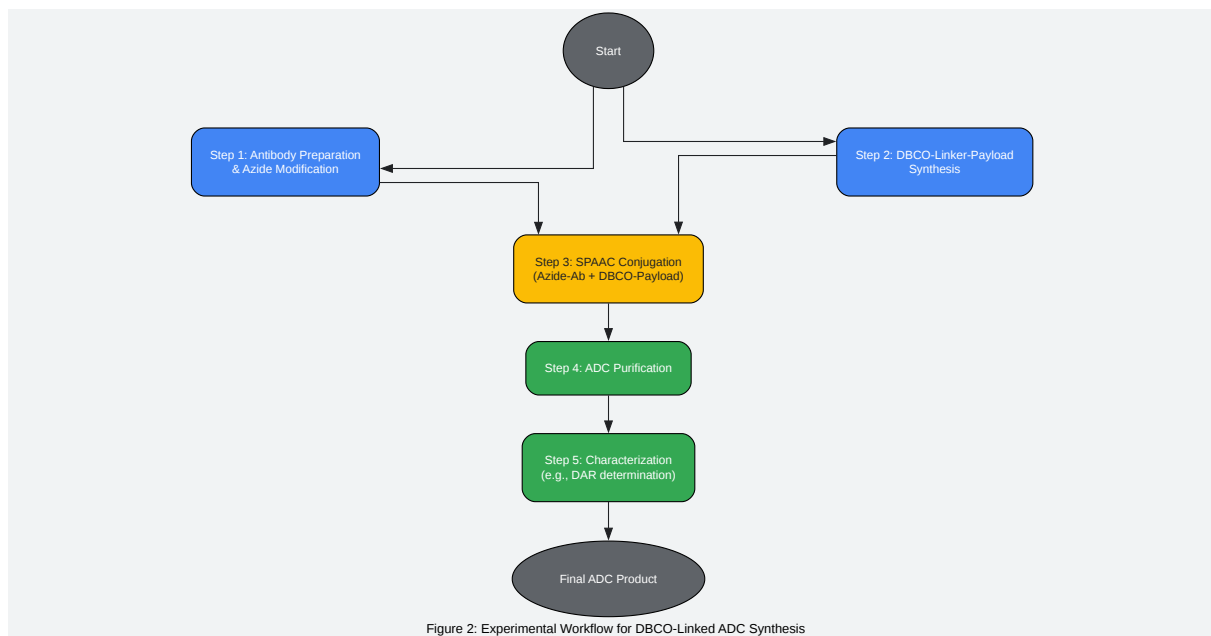 Start
Step 1: Antibody Preparation
& Azide Modification
Step 2: DBCO-Linker-Payload
Synthesis
Step 3: SPAAC Conjugation
(Azide-Ab + DBCO-Payload)
Step 4: ADC Purification
Step 5: Characterization
(e.g., DAR determination)
Final ADC Product
Figure 2: Experimental Workflow for DBCO-Linked ADC Synthesis